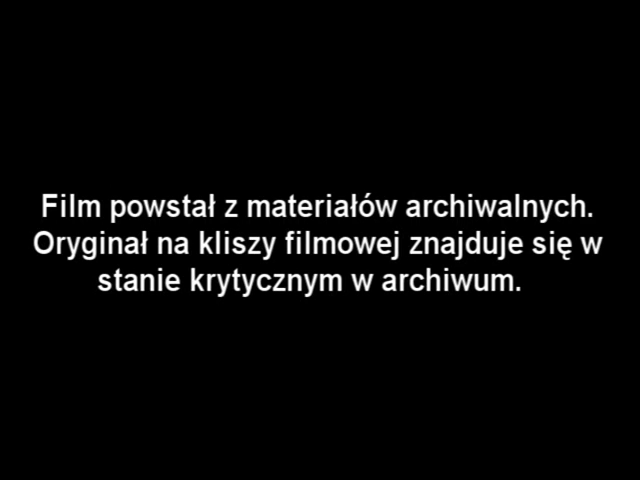 Film powstał z materiałów archiwalnych.
Oryginał na kliszy filmowej znajduje się w
stanie krytycznym w archiwum.